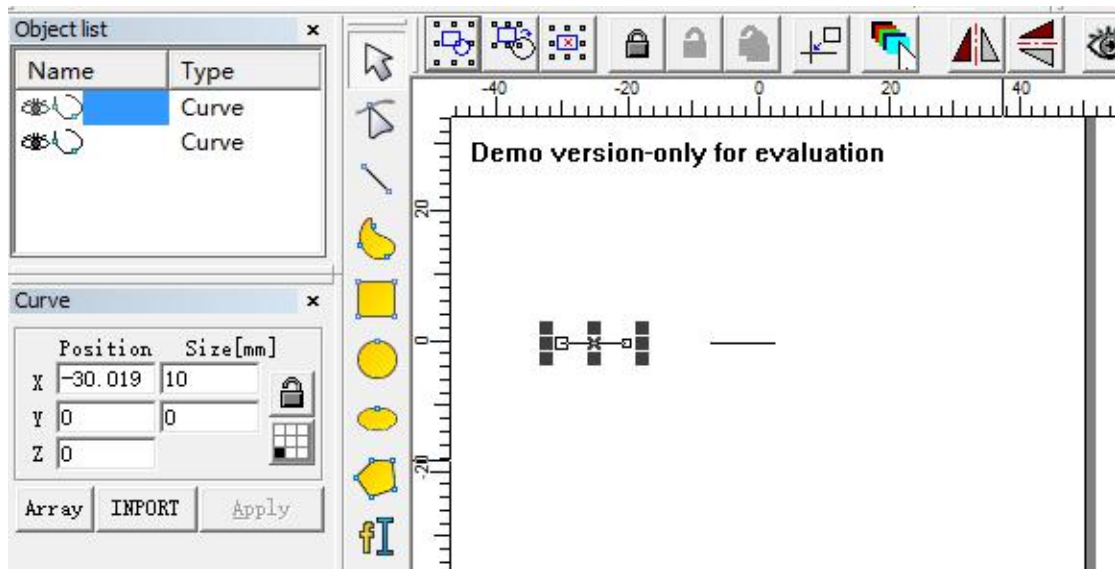 Object list
Name Type
Curve
Curve
Curve
Position Size[mm]
X -30.019 10
Y 0 0
Z 0
Array INPORT Apply
-40 -20 0 20 40
Demo version-only for evaluation
20
0
-20
f